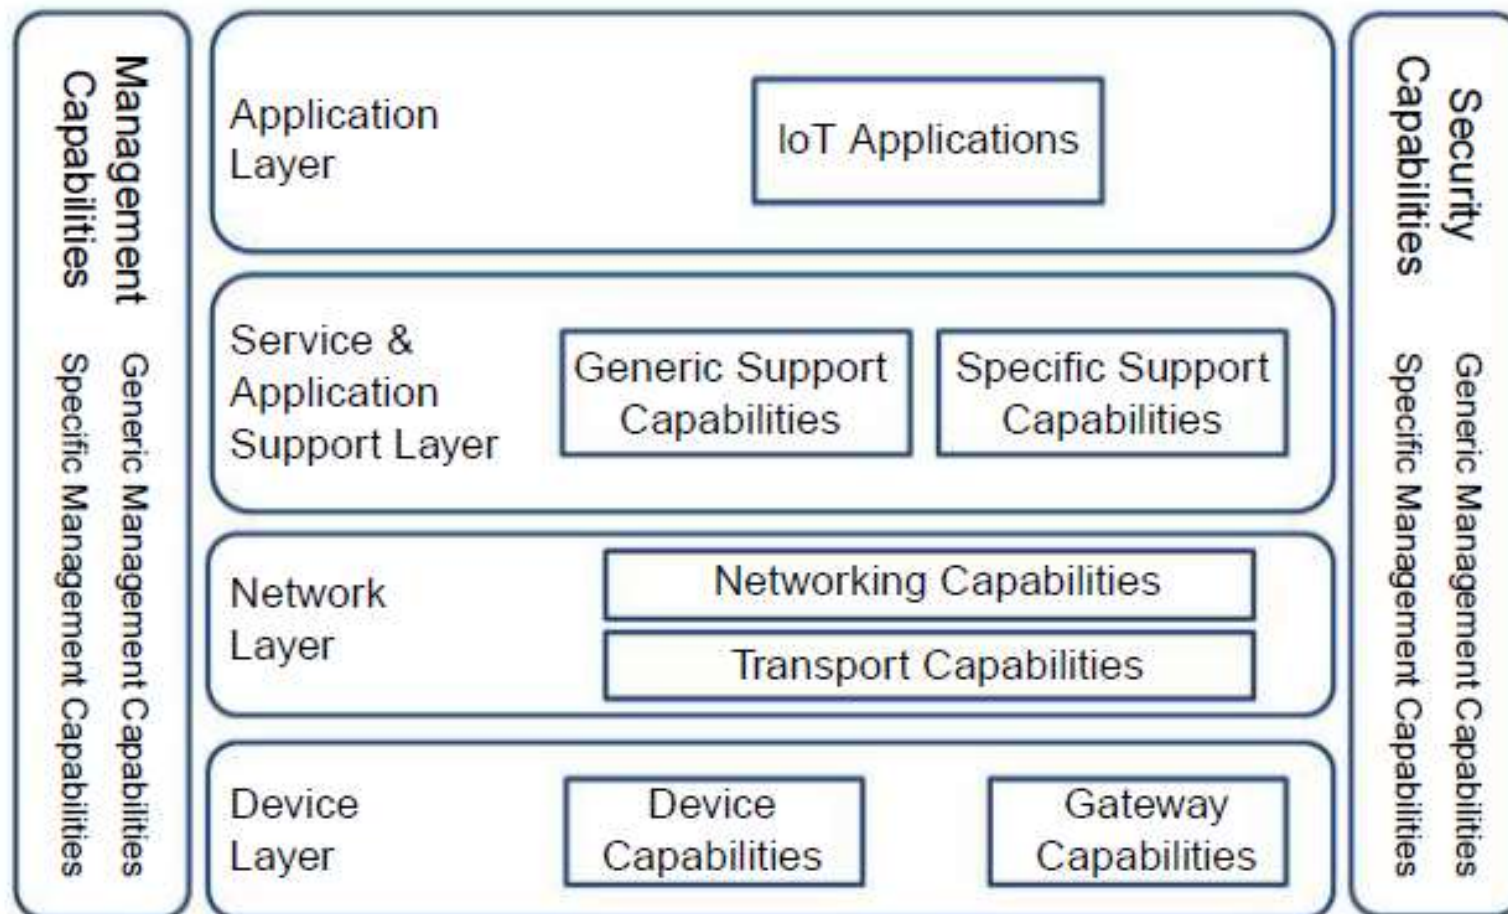 Management
Capabilities
Generic Management Capabilities
Specific Management Capabilities
Application
Layer
IoT Applications
Service &
Application
Support Layer
Generic Support
Capabilities
Specific Support
Capabilities
Network
Layer
Networking Capabilities
Transport Capabilities
Device
Layer
Device
Capabilities
Gateway
Capabilities
Security
Capabilities
Generic Management Capabilities
Specific Management Capabilities